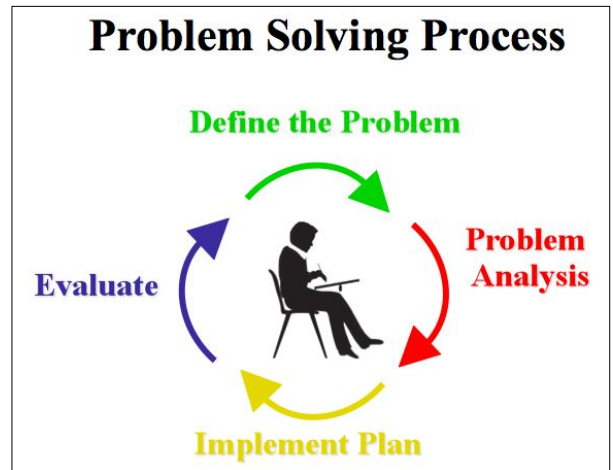 Problem Solving Process
Define the Problem
Problem
Analysis
Evaluate
Implement Plan